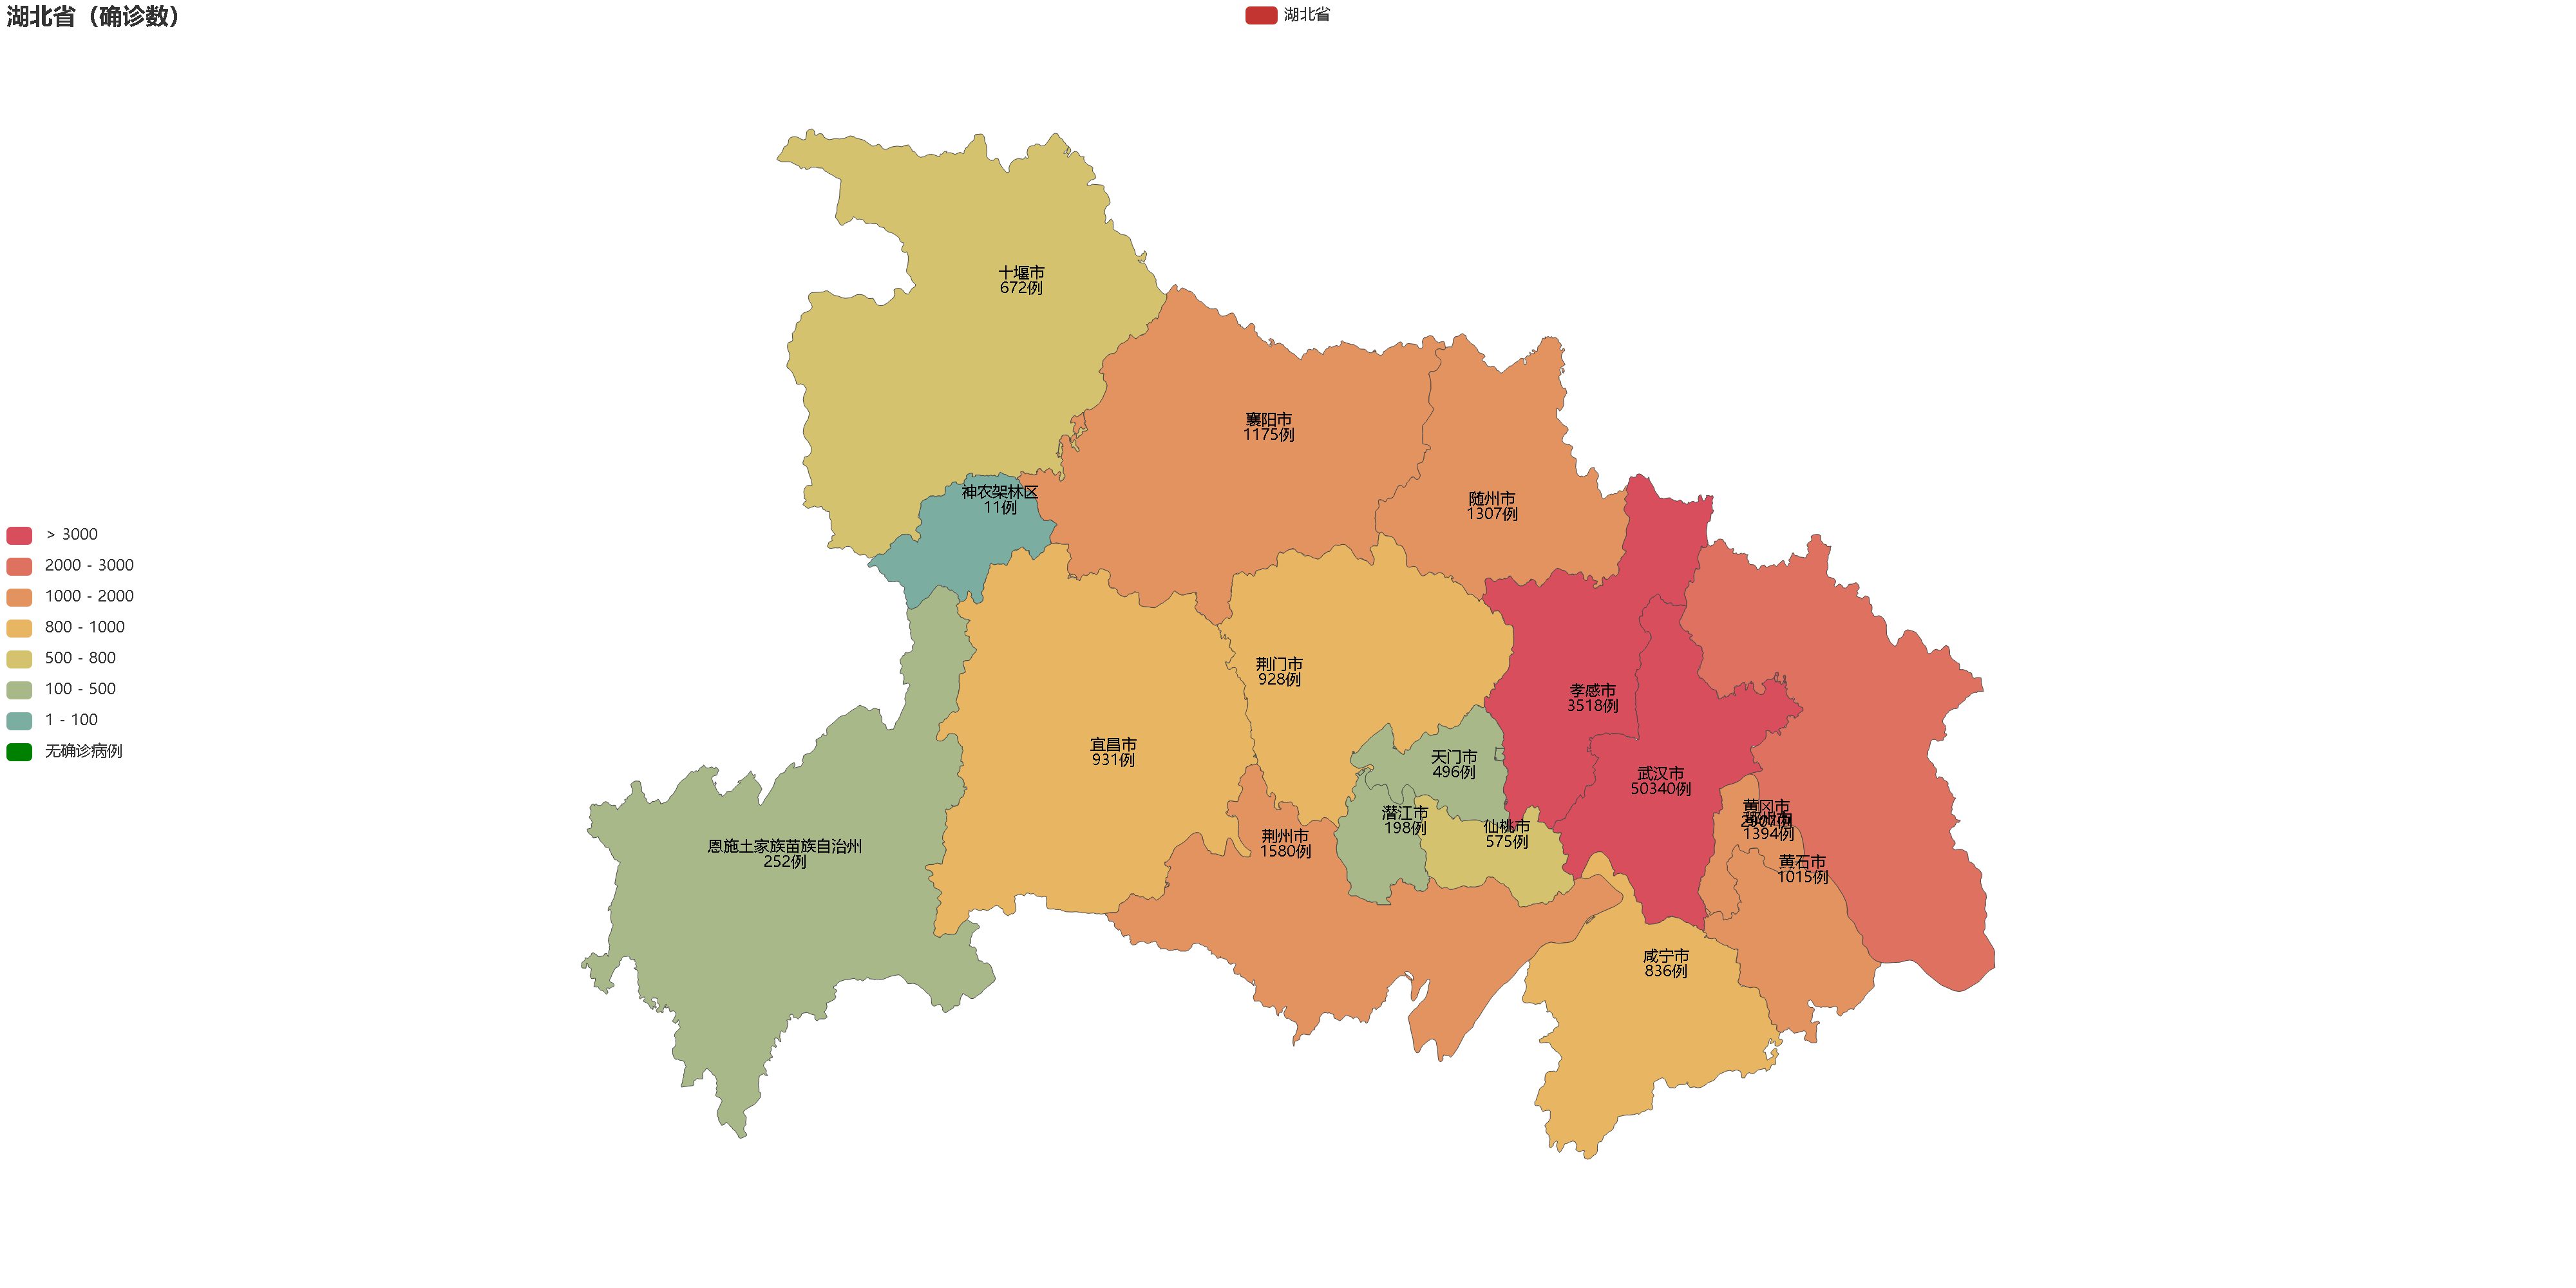 湖北省（确诊数）
湖北省
十堰市
672例
襄阳市
1175例
神农架林区
11例
随州市
1307例
> 3000
2000 - 3000
1000 - 2000
800 - 1000
500 - 800
100 - 500
1 - 100
无确诊病例
荆门市
928例
孝感市
3518例
宜昌市
931例
天门市
496例
武汉市
50340例
潜江市
198例
仙桃市
575例
黄冈市
1394例
荆州市
1580例
恩施土家族苗族自治州
252例
黄石市
1015例
咸宁市
836例